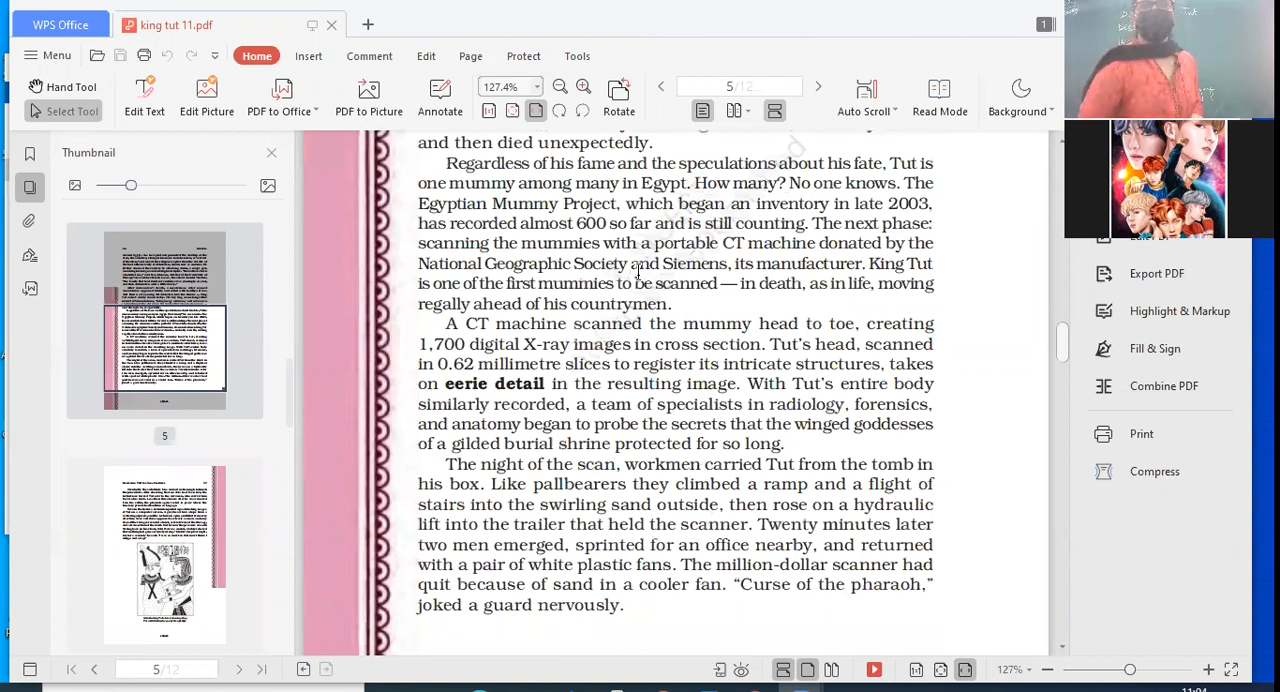 WPS Office
king tut 11.pdf
1
Menu
Home
Insert
Comment
Edit
Page
Protect
Tools
Hand Tool
Select Tool
Edit Text
Edit Picture
PDF to Office
PDF to Picture
Annotate
127.4%
Rotate
5/12
Auto Scroll
Read Mode
Background
Thumbnail
5
and then died unexpectedly.
Regardless of his fame and the speculations about his fate, Tut is
one mummy among many in Egypt. How many? No one knows. The
Egyptian Mummy Project, which began an inventory in late 2003,
has recorded almost 600 so far and is still counting. The next phase:
scanning the mummies with a portable CT machine donated by the
National Geographic Society and Siemens, its manufacturer. King Tut
is one of the first mummies to be scanned — in death, as in life, moving
regally ahead of his countrymen.
A CT machine scanned the mummy head to toe, creating
1,700 digital X-ray images in cross section. Tut's head, scanned
in 0.62 millimetre slices to register its intricate structures, takes
on eerie detail in the resulting image. With Tut's entire body
similarly recorded, a team of specialists in radiology, forensics,
and anatomy began to probe the secrets that the winged goddesses
of a gilded burial shrine protected for so long.
The night of the scan, workmen carried Tut from the tomb in
his box. Like pallbearers they climbed a ramp and a flight of
stairs into the swirling sand outside, then rose on a hydraulic
lift into the trailer that held the scanner. Twenty minutes later
two men emerged, sprinted for an office nearby, and returned
with a pair of white plastic fans. The million-dollar scanner had
quit because of sand in a cooler fan. “Curse of the pharaoh,”
joked a guard nervously.
Export PDF
Highlight & Mark
Fill & Sign
Combine PDF
Print
Compress
5/12
127%
11:04